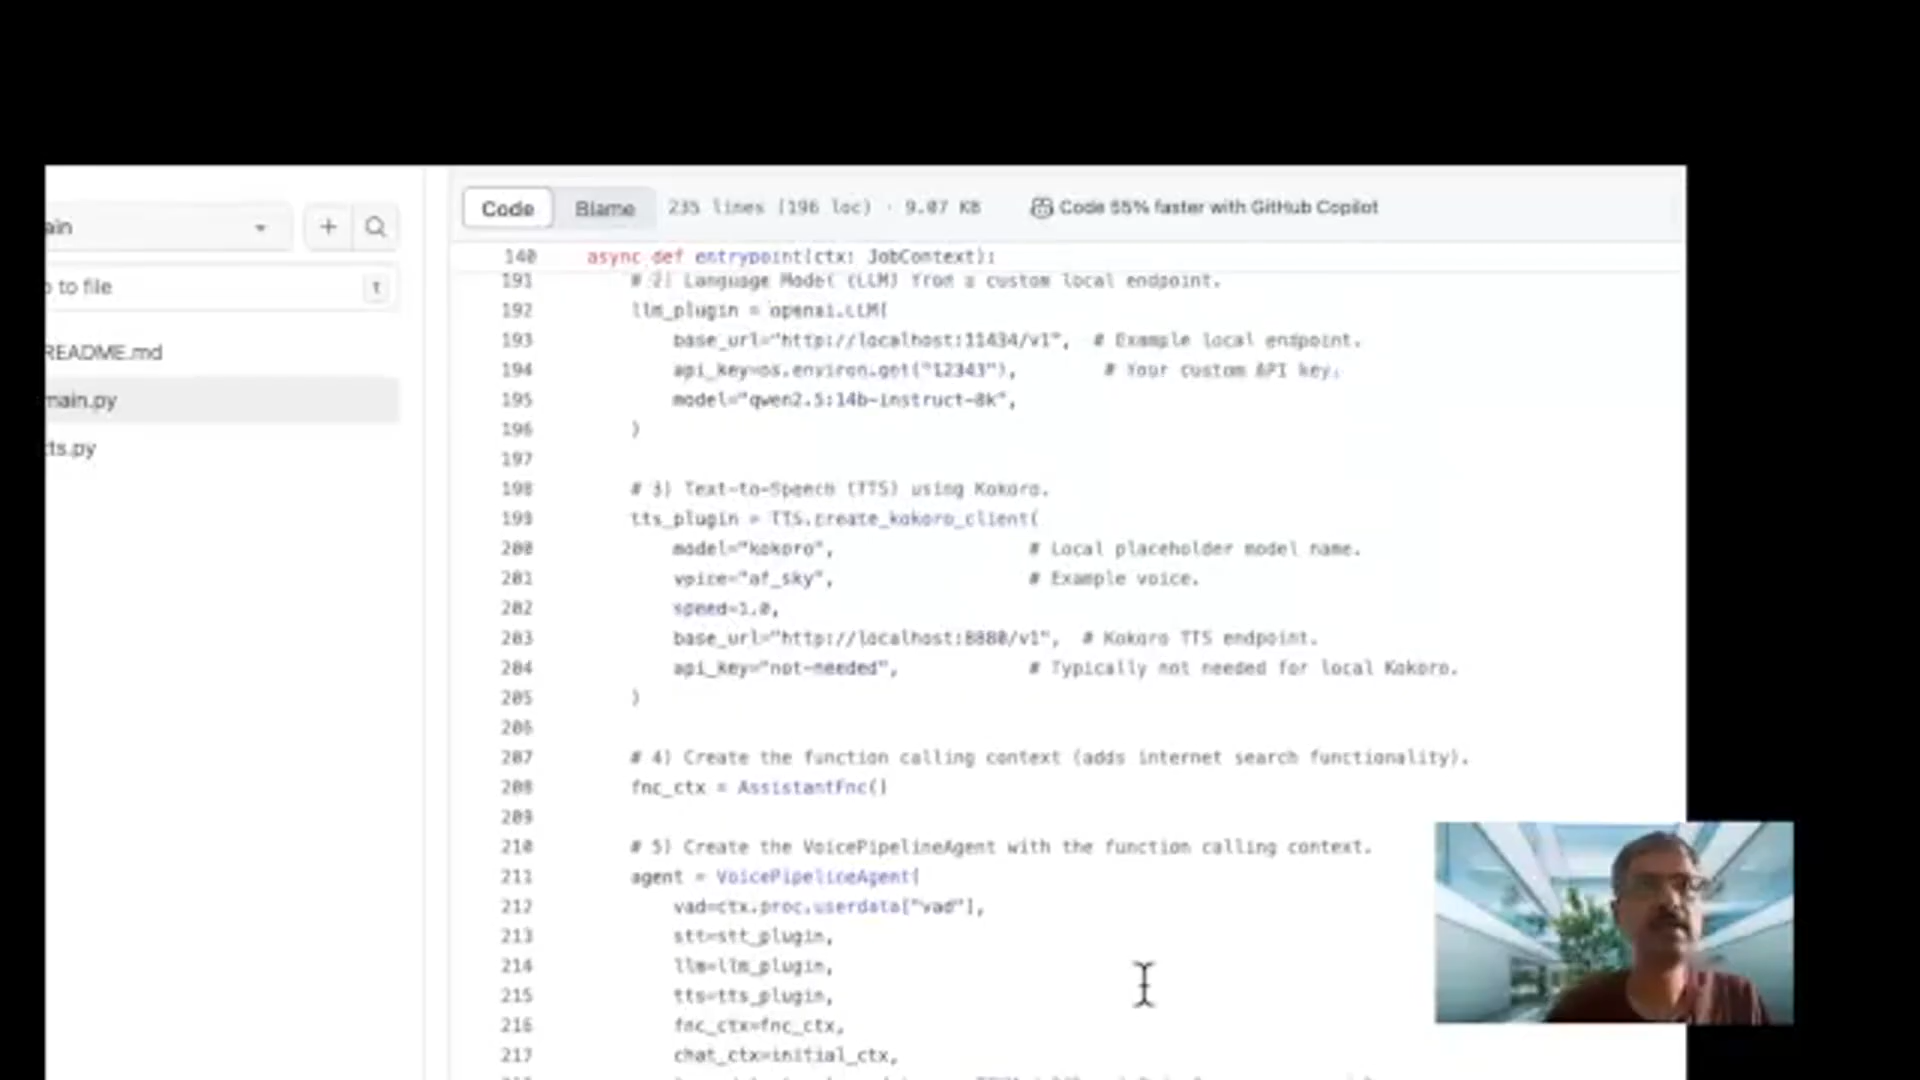 Code Blame 235 lines (196 loc) · 9.07 KB Code 55% faster with GitHub Copilot
ain
to file t
README.md
main.py
tts.py
140 async def entrypoint(ctx: JobContext):
191 # 2) Language Model (LLM) from a custom local endpoint.
192 llm_plugin = openai.LLM(
193 base_url="http://localhost:11434/v1", # Example local endpoint.
194 api_key=os.environ.get("12343"), # Your custom API key.
195 model="qwen2.5:14b-instruct-8k",
196 )
197
198 # 3) Text-to-Speech (TTS) using Kokoro.
199 tts_plugin = TTS.create_kokoro_client(
200 model="kokoro", # Local placeholder model name.
201 voice="af_sky", # Example voice.
202 speed=1.0,
203 base_url="http://localhost:8880/v1", # Kokoro TTS endpoint.
204 api_key="not-needed", # Typically not needed for local Kokoro.
205 )
206
207 # 4) Create the function calling context (adds internet search functionality).
208 fnc_ctx = AssistantFnc()
209
210 # 5) Create the VoicePipelineAgent with the function calling context.
211 agent = VoicePipelineAgent(
212 vad=ctx.proc.userdata["vad"],
213 stt=stt_plugin,
214 llm=llm_plugin,
215 tts=tts_plugin,
216 fnc_ctx=fnc_ctx,
217 chat_ctx=initial_ctx,